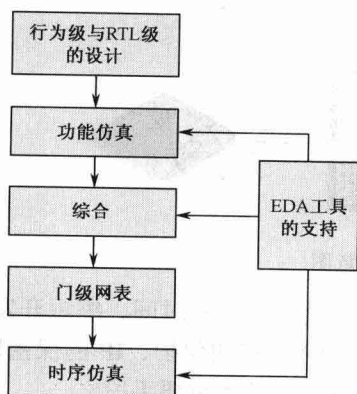 行为级与RTL级
的设计
功能仿真
综合
EDA工具
的支持
门级网表
时序仿真